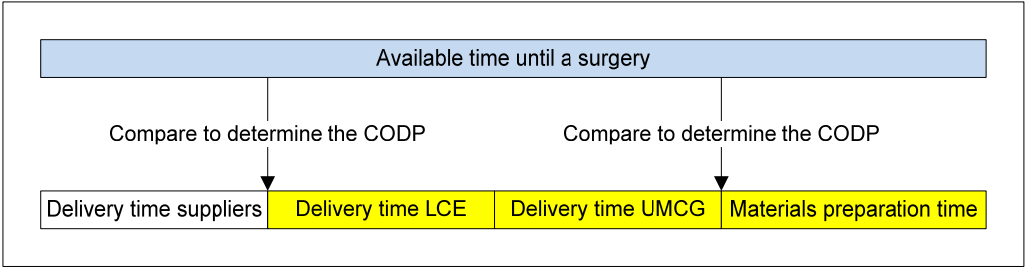 Available time until a surgery
Compare to determine the CODP
Compare to determine the CODP
Delivery time suppliers
Delivery time LCE
Delivery time UMCG
Materials preparation time